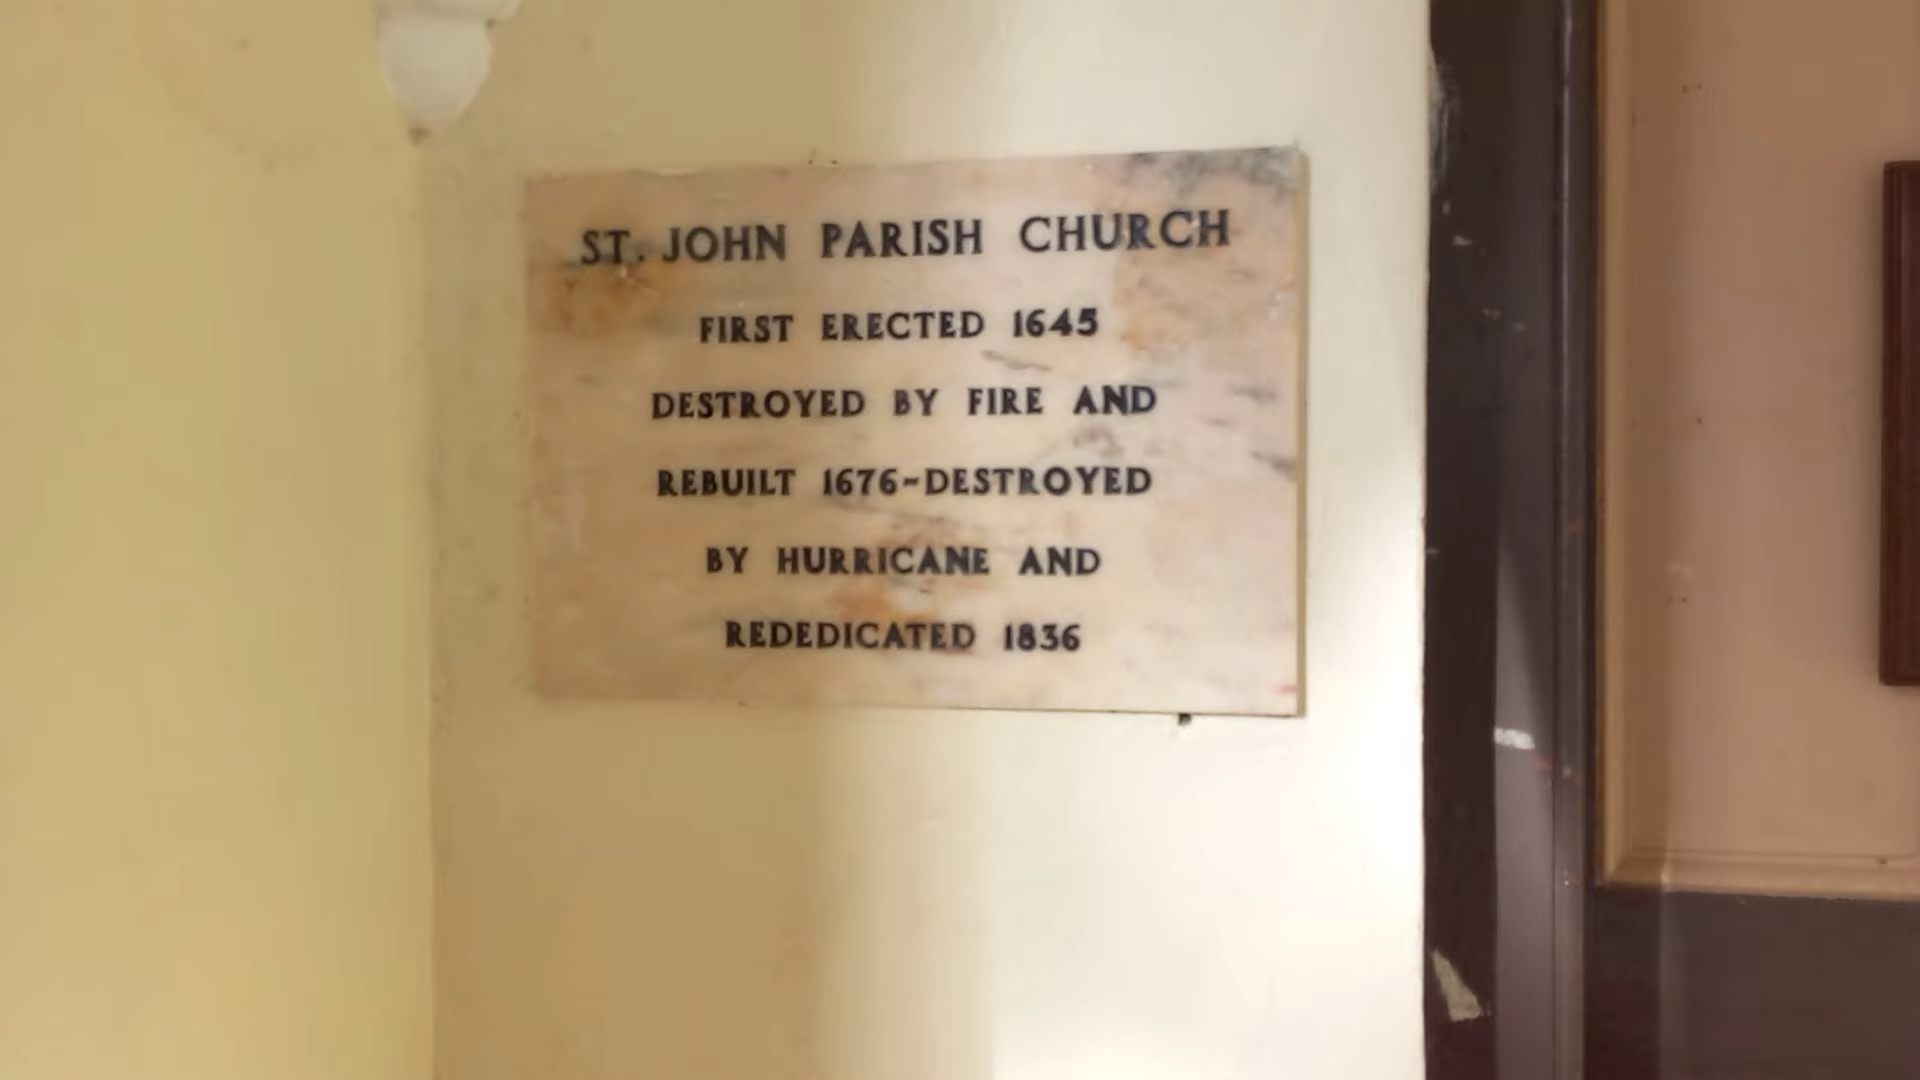 ST. JOHN PARISH CHURCH
FIRST ERECTED 1645
DESTROYED BY FIRE AND
REBUILT 1676-DESTROYED
BY HURRICANE AND
REDEDICATED 1836